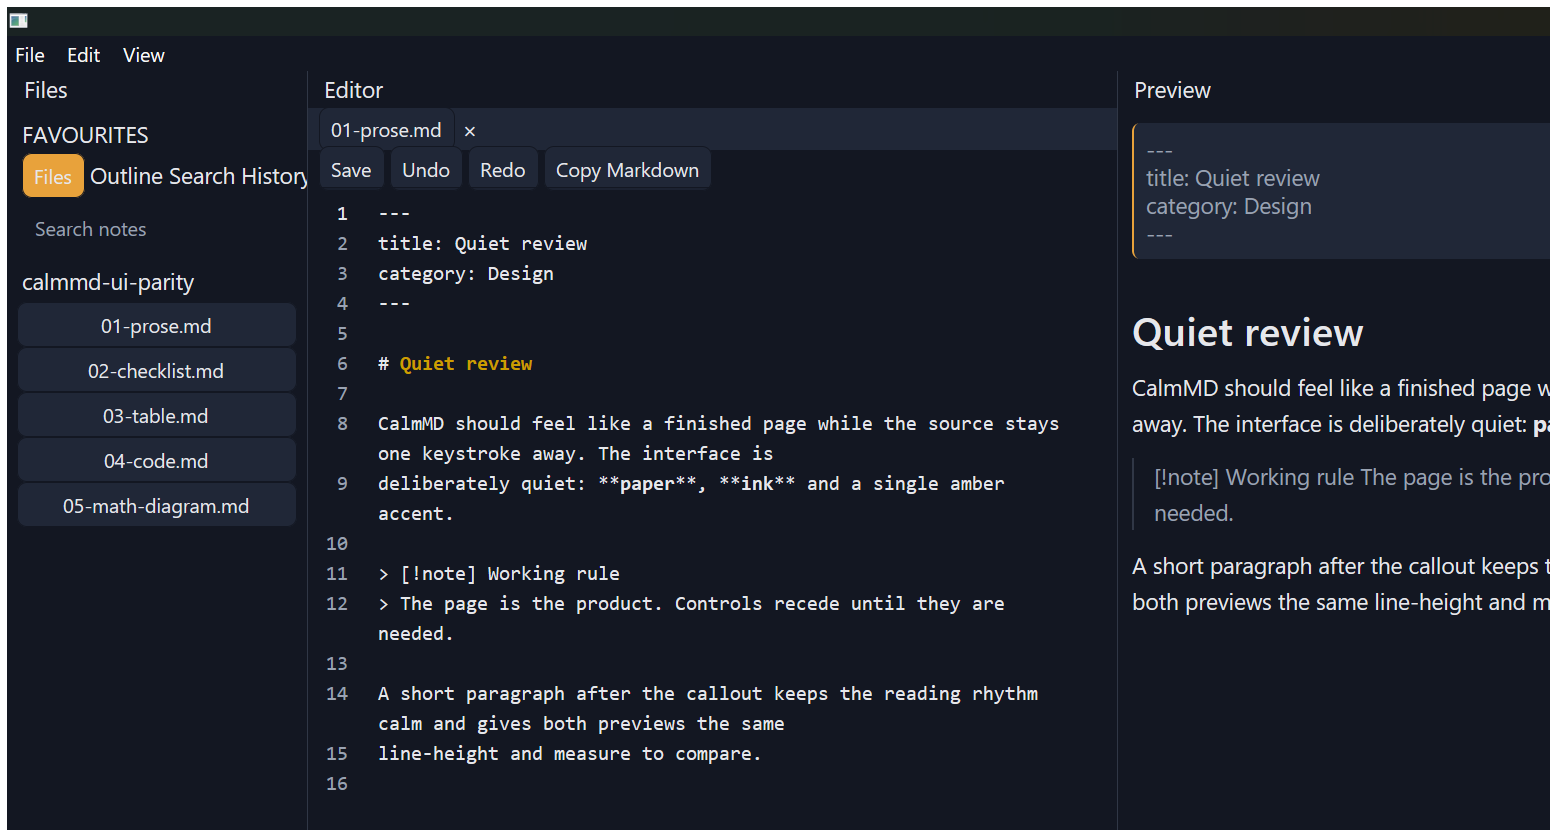 File Edit View
Files
FAVOURITES
Files Outline Search History
Search notes
calmmd-ui-parity
01-prose.md
02-checklist.md
03-table.md
04-code.md
05-math-diagram.md
Editor
01-prose.md ×
Save Undo Redo Copy Markdown
1 ---
2 title: Quiet review
3 category: Design
4 ---
5
6 # Quiet review
7
8 CalmMD should feel like a finished page while the source stays
one keystroke away. The interface is
9 deliberately quiet: **paper**, **ink** and a single amber
accent.
10
11 > [!note] Working rule
12 > The page is the product. Controls recede until they are
needed.
13
14 A short paragraph after the callout keeps the reading rhythm
calm and gives both previews the same
15 line-height and measure to compare.
16
Preview
---
title: Quiet review
category: Design
---
Quiet review
CalmMD should feel like a finished page
away. The interface is deliberately quiet:
[!note] Working rule The page is the
needed.
A short paragraph after the callout keeps
both previews the same line-height and